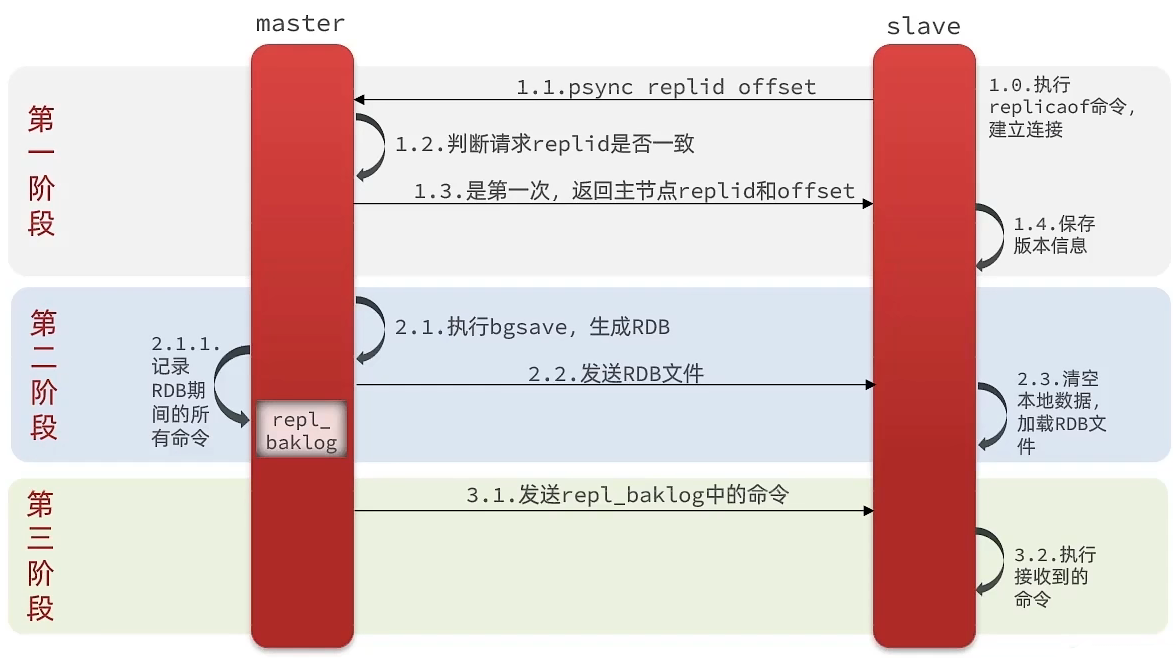 master
slave
第一阶段
1.0.执行
replicaof命令，
建立连接
1.1.psync replid offset
1.2.判断请求replid是否一致
1.3.是第一次，返回主节点replid和offset
1.4.保存
版本信息
第二阶段
2.1.执行bgsave，生成RDB
2.1.1.
记录
RDB期
间的所
有命令
repl_
baklog
2.2.发送RDB文件
2.3.清空
本地数据，
加载RDB文
件
第三阶段
3.1.发送repl_baklog中的命令
3.2.执行
接收到的
命令